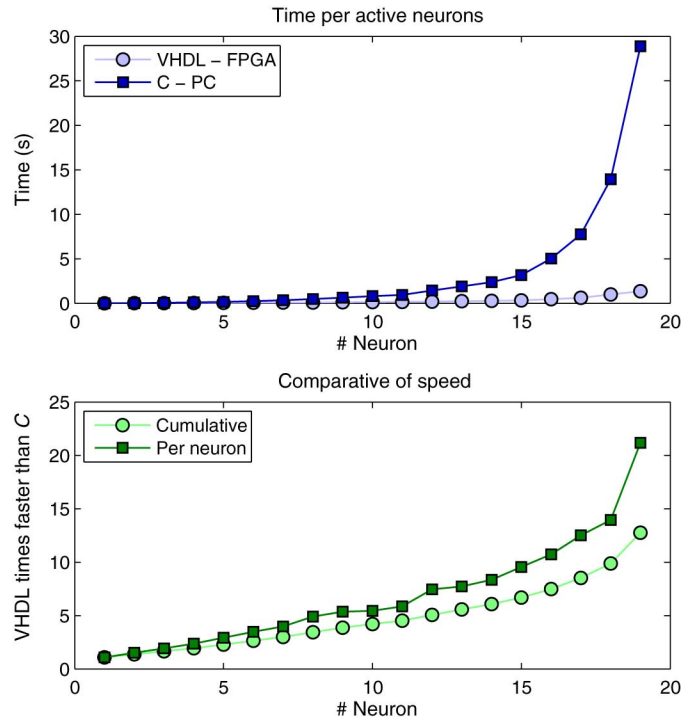 Time per active neurons
30
25
20
15
10
5
0
Time (s)
VHDL – FPGA
C – PC
0 5 10 15 20
# Neuron
Comparative of speed
25
20
15
10
5
0
VHDL times faster than C
Cumulative
Per neuron
0 5 10 15 20
# Neuron